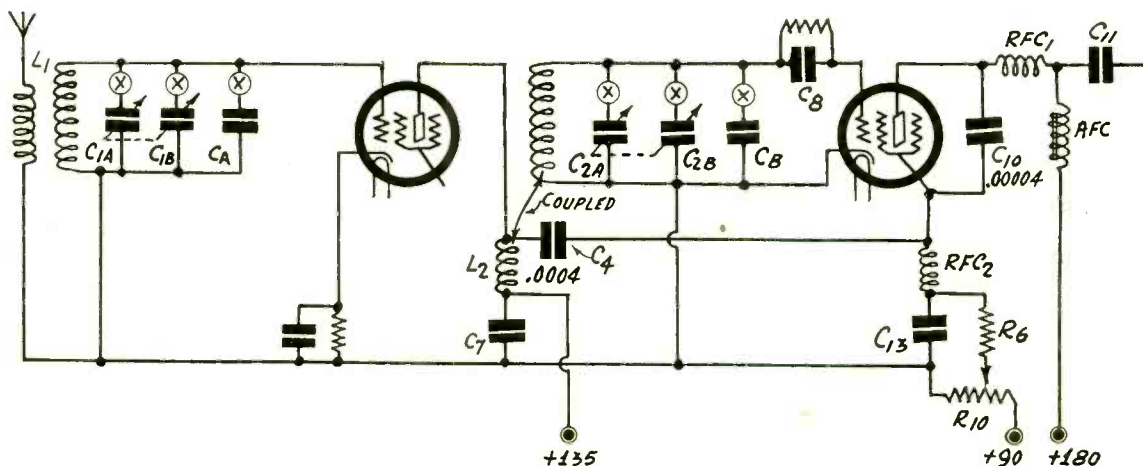 L1
C1A
C1B
CA
L2
COUPLED
C4
.0004
C7
+135
C2A
C2B
CB
C8
RFC1
C11
C10
.00004
AFC
RFC2
C13
R6
R10
+90
+180